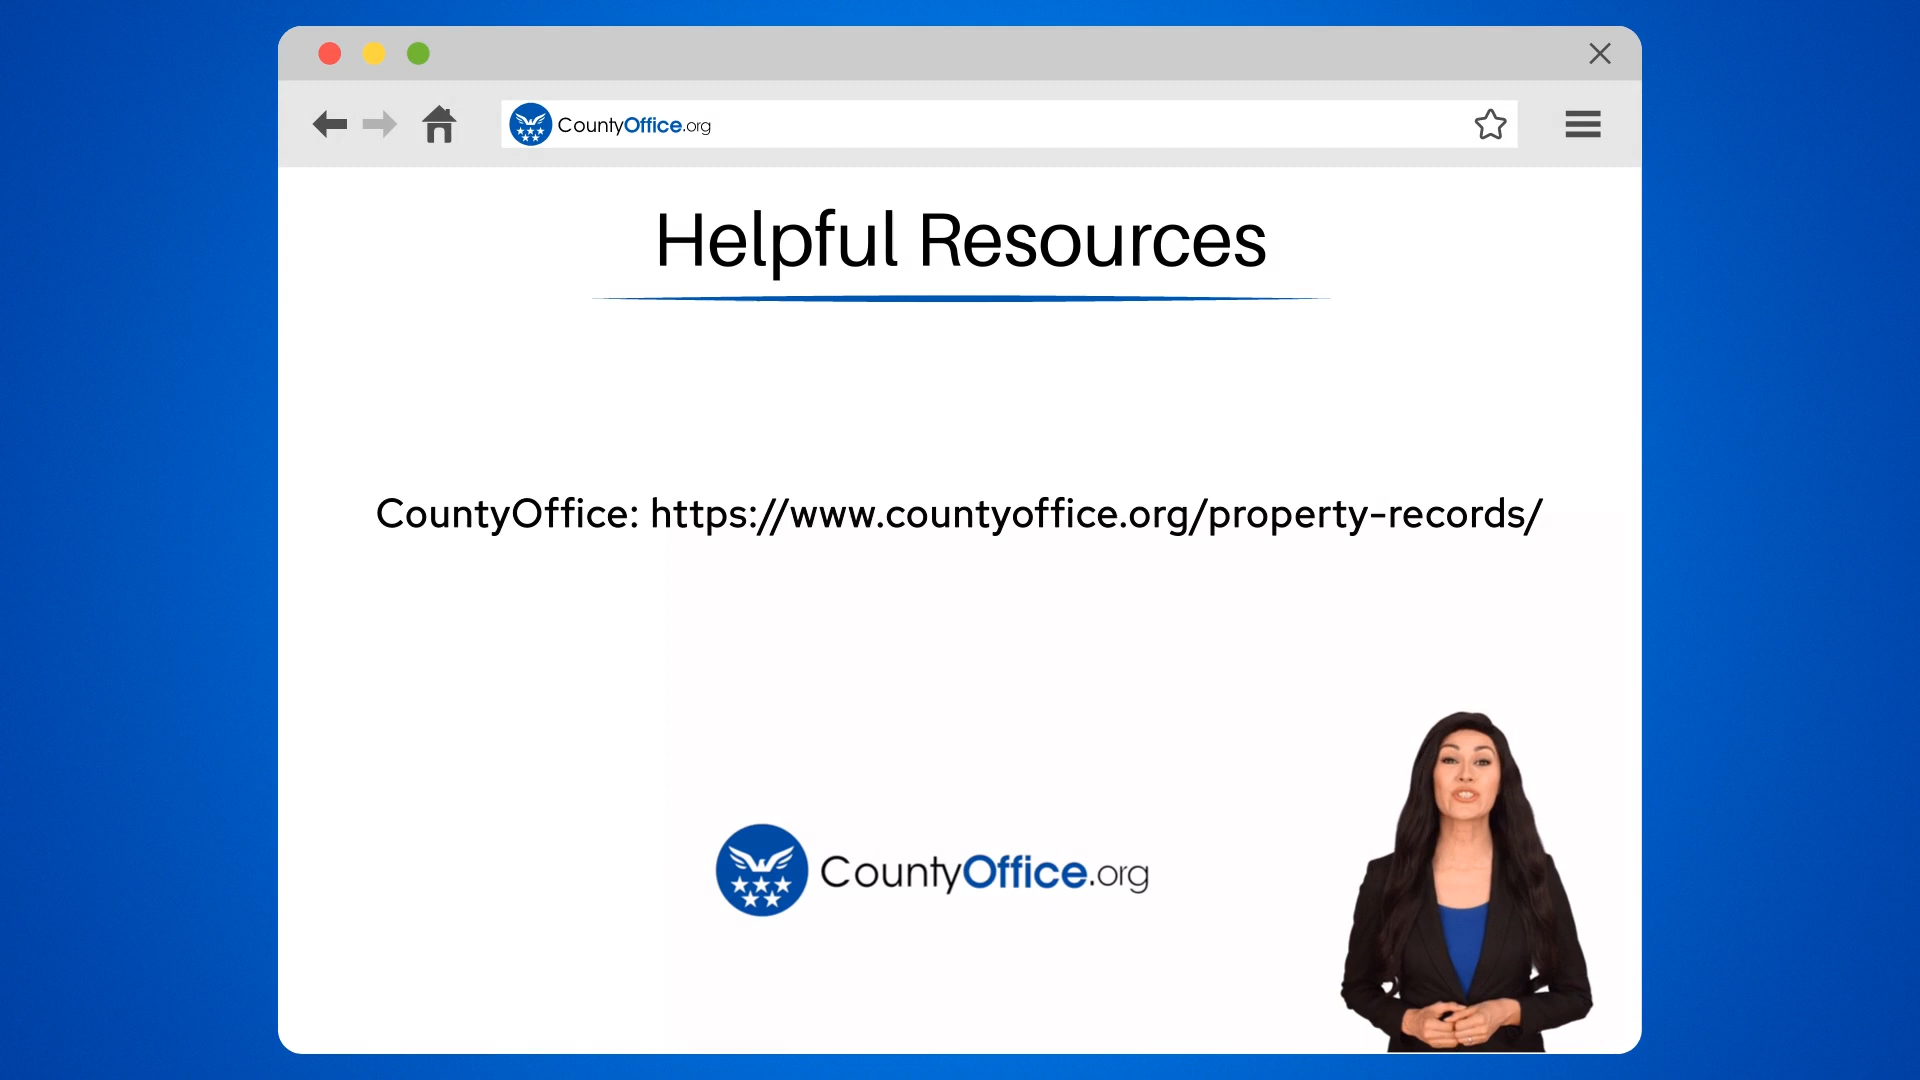 CountyOffice.org
Helpful Resources
CountyOffice: https://www.countyoffice.org/property-records/
CountyOffice.org